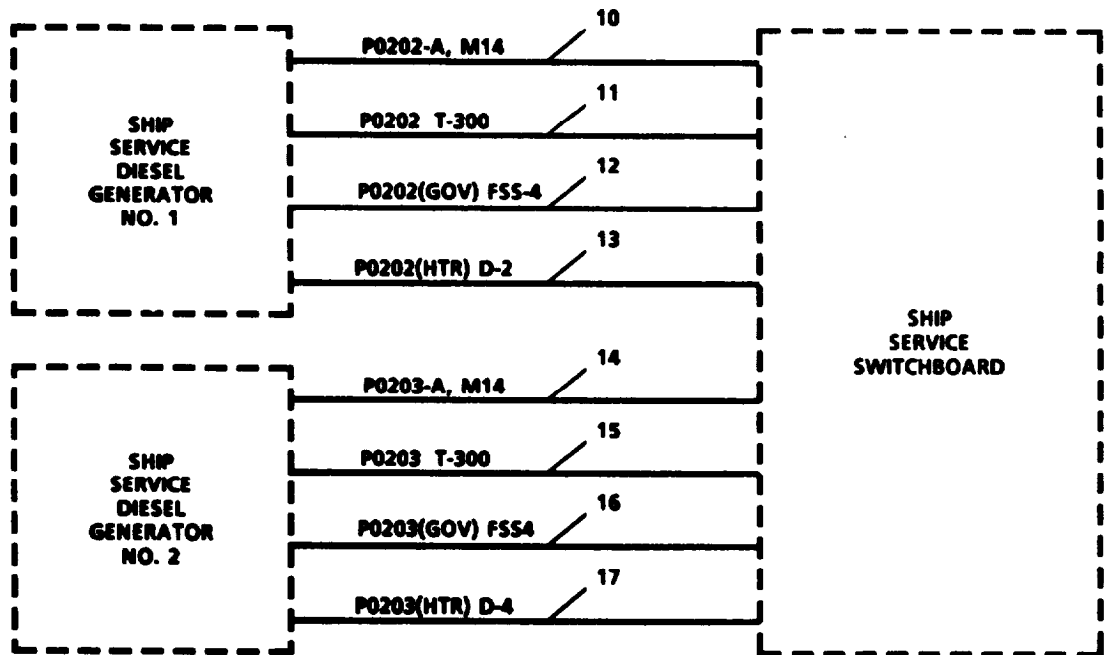 10
P0202-A, M14
11
P0202 T-300
12
P0202(GOV) FSS-4
13
P0202(HTR) D-2
SHIP
SERVICE
DIESEL
GENERATOR
NO. 1
14
P0203-A, M14
15
P0203 T-300
16
P0203(GOV) FSS4
17
P0203(HTR) D-4
SHIP
SERVICE
DIESEL
GENERATOR
NO. 2
SHIP
SERVICE
SWITCHBOARD